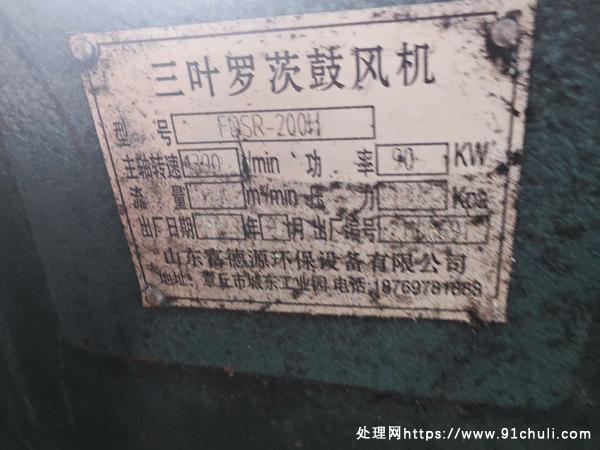 三叶罗茨鼓风机
型 号 FDSR-200H
主轴转速 r/min 功 率 90 KW
流 量 m³/min 压 力 Kpa
出厂日期 年 月 出厂编号
山东富德源环保设备有限公司
地址: 章丘市城东工业园 电话: 18769781669
处理网https://www.91chuli.com/